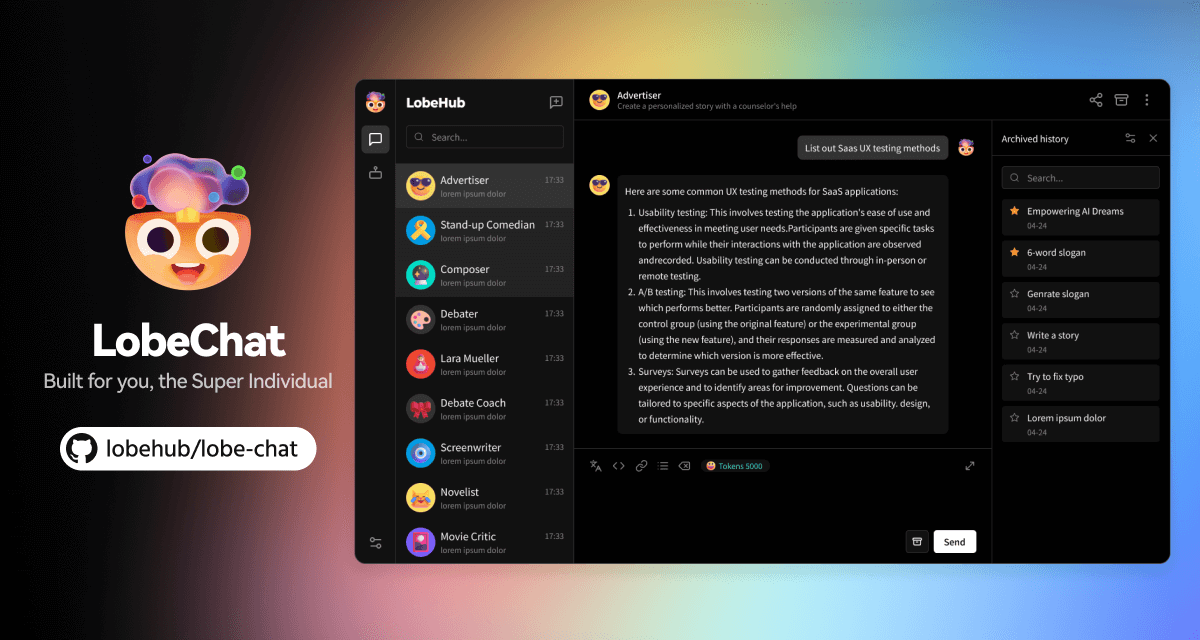 LobeChat
Built for you, the Super Individual
lobehub/lobe-chat
LobeHub
Search...
Advertiser
17:33
lorem ipsum dolor
Stand-up Comedian
17:33
lorem ipsum dolor
Composer
17:33
lorem ipsum dolor
Debater
17:33
lorem ipsum dolor
Lara Mueller
17:33
lorem ipsum dolor
Debate Coach
17:33
lorem ipsum dolor
Screenwriter
17:33
lorem ipsum dolor
Novelist
17:33
lorem ipsum dolor
Movie Critic
17:33
lorem ipsum dolor
Advertiser
Create a personalized story with a counselor's help
List out Saas UX testing methods
Here are some common UX testing methods for SaaS applications:
1. Usability testing: This involves testing the application's ease of use and
effectiveness in meeting user needs.Participants are given specific tasks
to perform while their interactions with the application are observed
andrecorded. Usability testing can be conducted through in-person or
remote testing.
2. A/B testing: This involves testing two versions of the same feature to see
which performs better. Participants are randomly assigned to either the
control group (using the original feature) or the experimental group
(using the new feature), and their responses are measured and analyzed
to determine which version is more effective.
3. Surveys: Surveys can be used to gather feedback on the overall user
experience and to identify areas for improvement. Questions can be
tailored to specific aspects of the application, such as usability. design,
or functionality.
Tokens 5000
Send
Archived history
Search...
Empowering AI Dreams
04-24
6-word slogan
04-24
Genrate slogan
04-24
Write a story
04-24
Try to fix typo
04-24
Lorem ipsum dolor
04-24